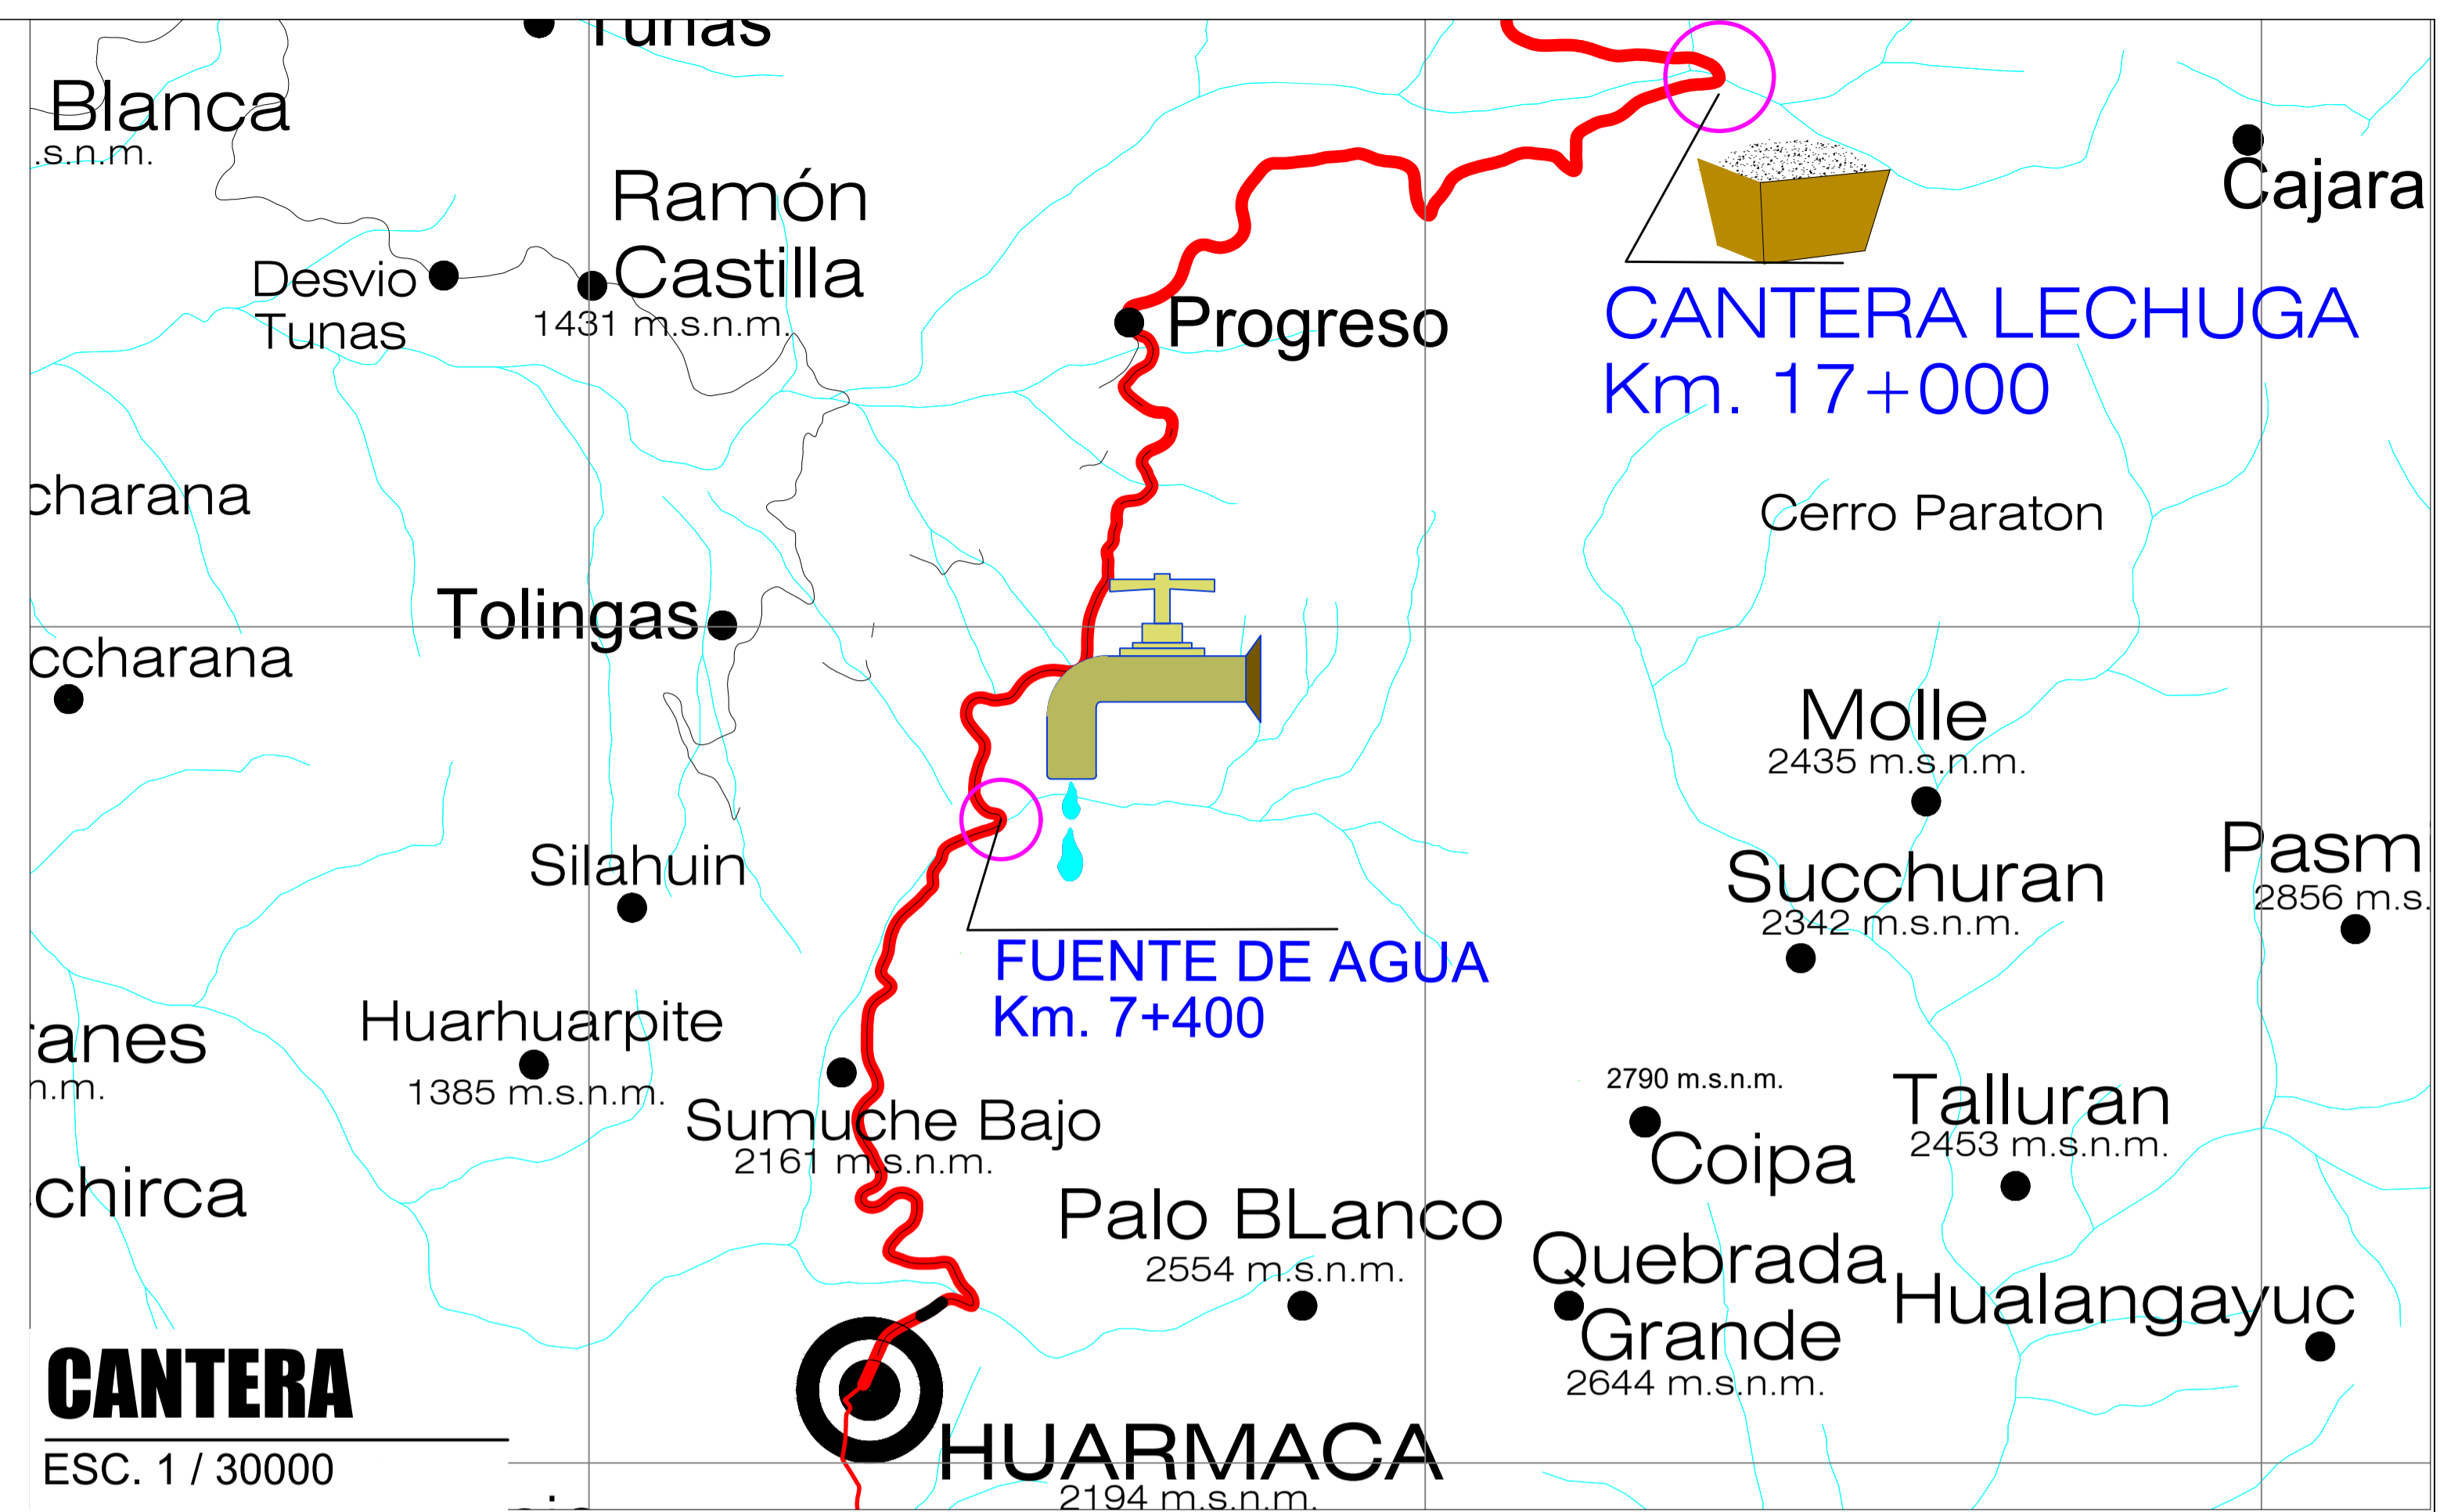 Tunas
Blanca
.s.n.m.
Ramón
Castilla
1431 m.s.n.m.
Desvio
Tunas
Progreso
Cajara
CANTERA LECHUGA
Km. 17+000
charana
Cerro Paraton
Tolingas
ccharana
Molle
2435 m.s.n.m.
Silahuin
Succhuran
2342 m.s.n.m.
Pasm
2856 m.s.
FUENTE DE AGUA
Km. 7+400
anes
n.m.
Huarhuarpite
1385 m.s.n.m.
Sumuche Bajo
2161 m.s.n.m.
2790 m.s.n.m.
Coipa
Talluran
2453 m.s.n.m.
chirca
Palo BLanco
2554 m.s.n.m.
Quebrada
Grande
2644 m.s.n.m.
Hualangayuc
CANTERA
ESC. 1 / 30000
HUARMACA
2194 m.s.n.m.